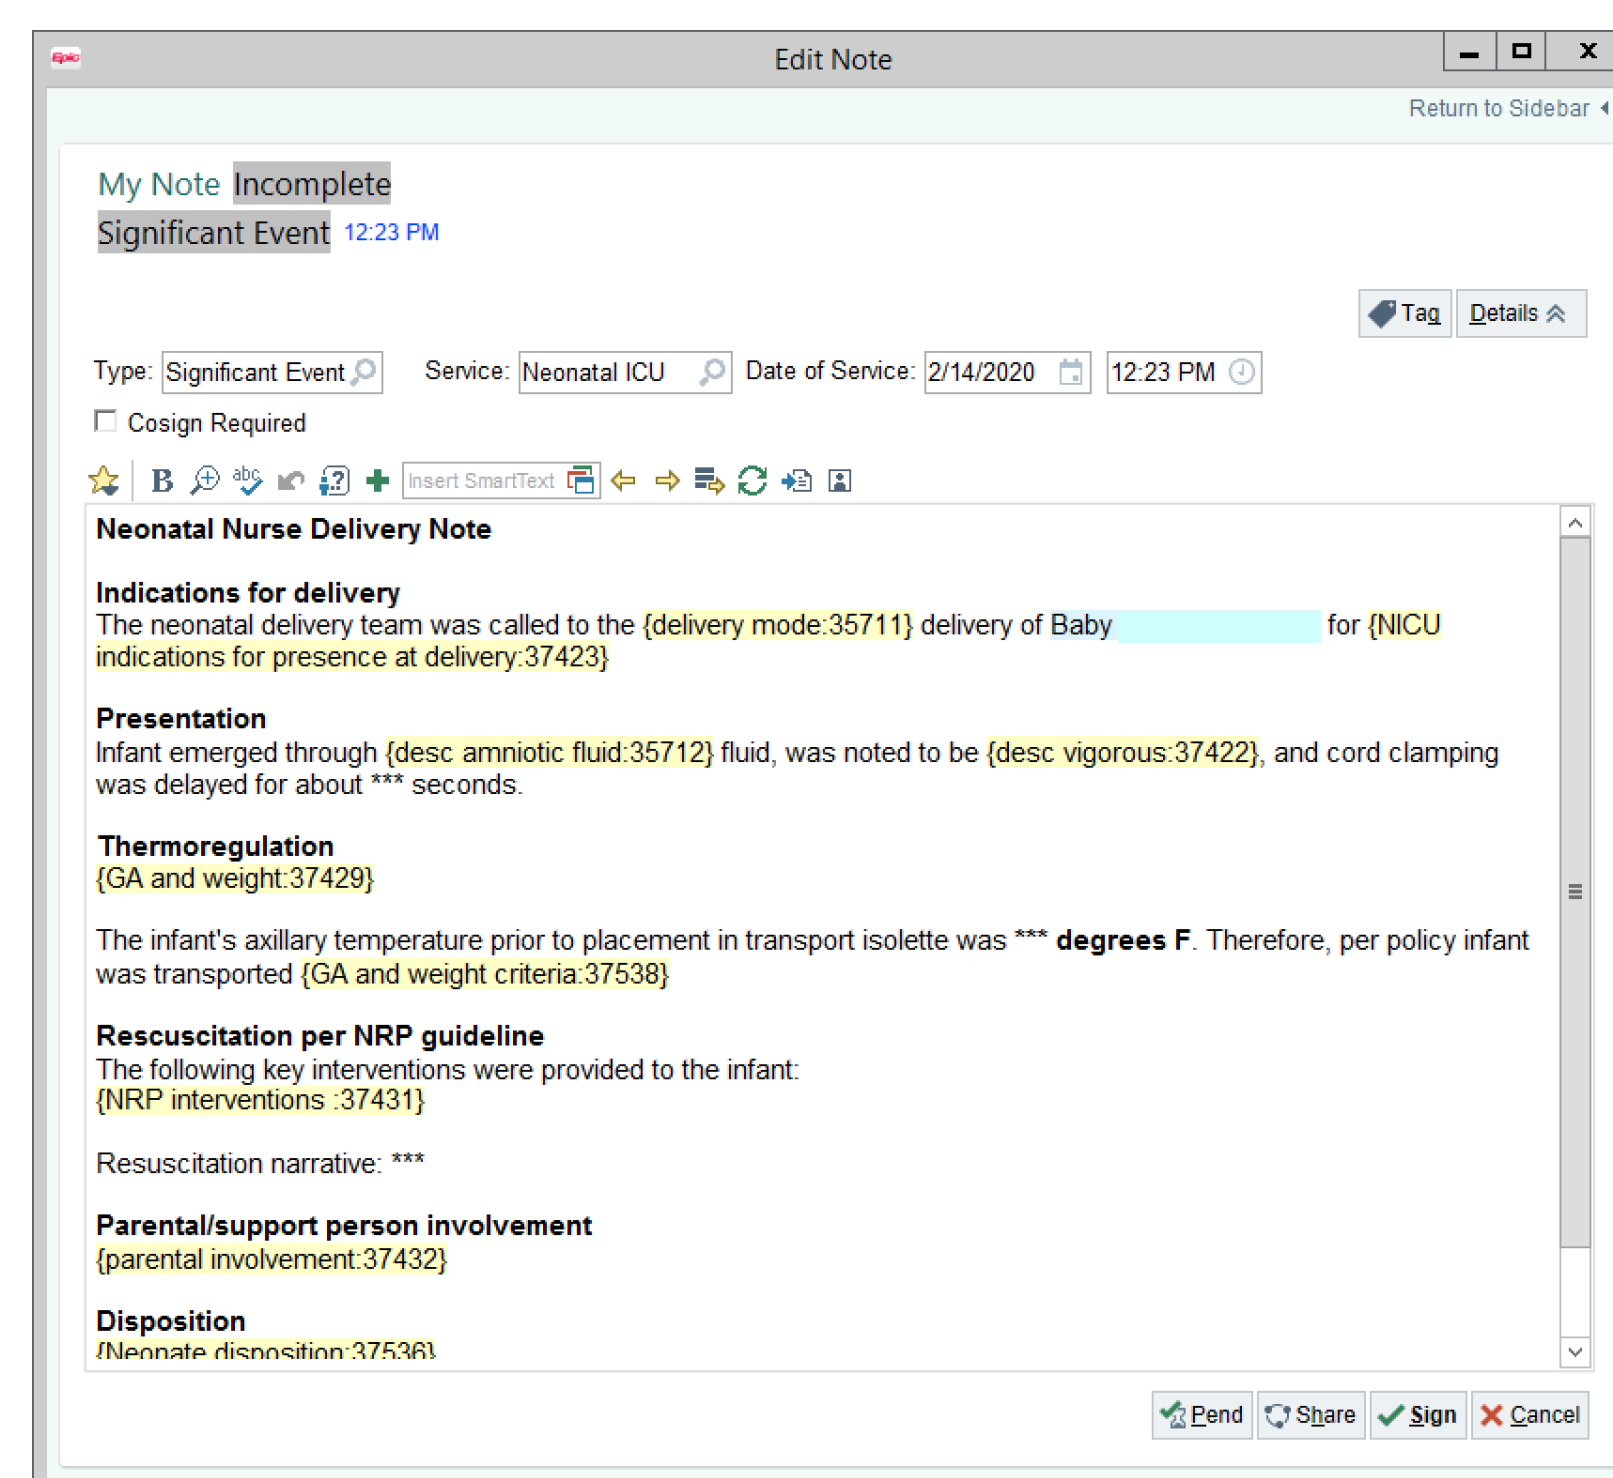 Epic
Edit Note
Return to Sidebar
My Note Incomplete
Significant Event 12:23 PM
Tag Details
Type: Significant Event Service: Neonatal ICU Date of Service: 2/14/2020 12:23 PM
Cosign Required
B abc Insert SmartText
Neonatal Nurse Delivery Note
Indications for delivery
The neonatal delivery team was called to the {delivery mode:35711} delivery of Baby for {NICU
indications for presence at delivery:37423}
Presentation
Infant emerged through {desc amniotic fluid:35712} fluid, was noted to be {desc vigorous:37422}, and cord clamping
was delayed for about *** seconds.
Thermoregulation
{GA and weight:37429}
The infant's axillary temperature prior to placement in transport isolette was *** degrees F. Therefore, per policy infant
was transported {GA and weight criteria:37538}
Rescuscitation per NRP guideline
The following key interventions were provided to the infant:
{NRP interventions :37431}
Resuscitation narrative: ***
Parental/support person involvement
{parental involvement:37432}
Disposition
{Neonate disposition:37536}
Pend Share Sign Cancel